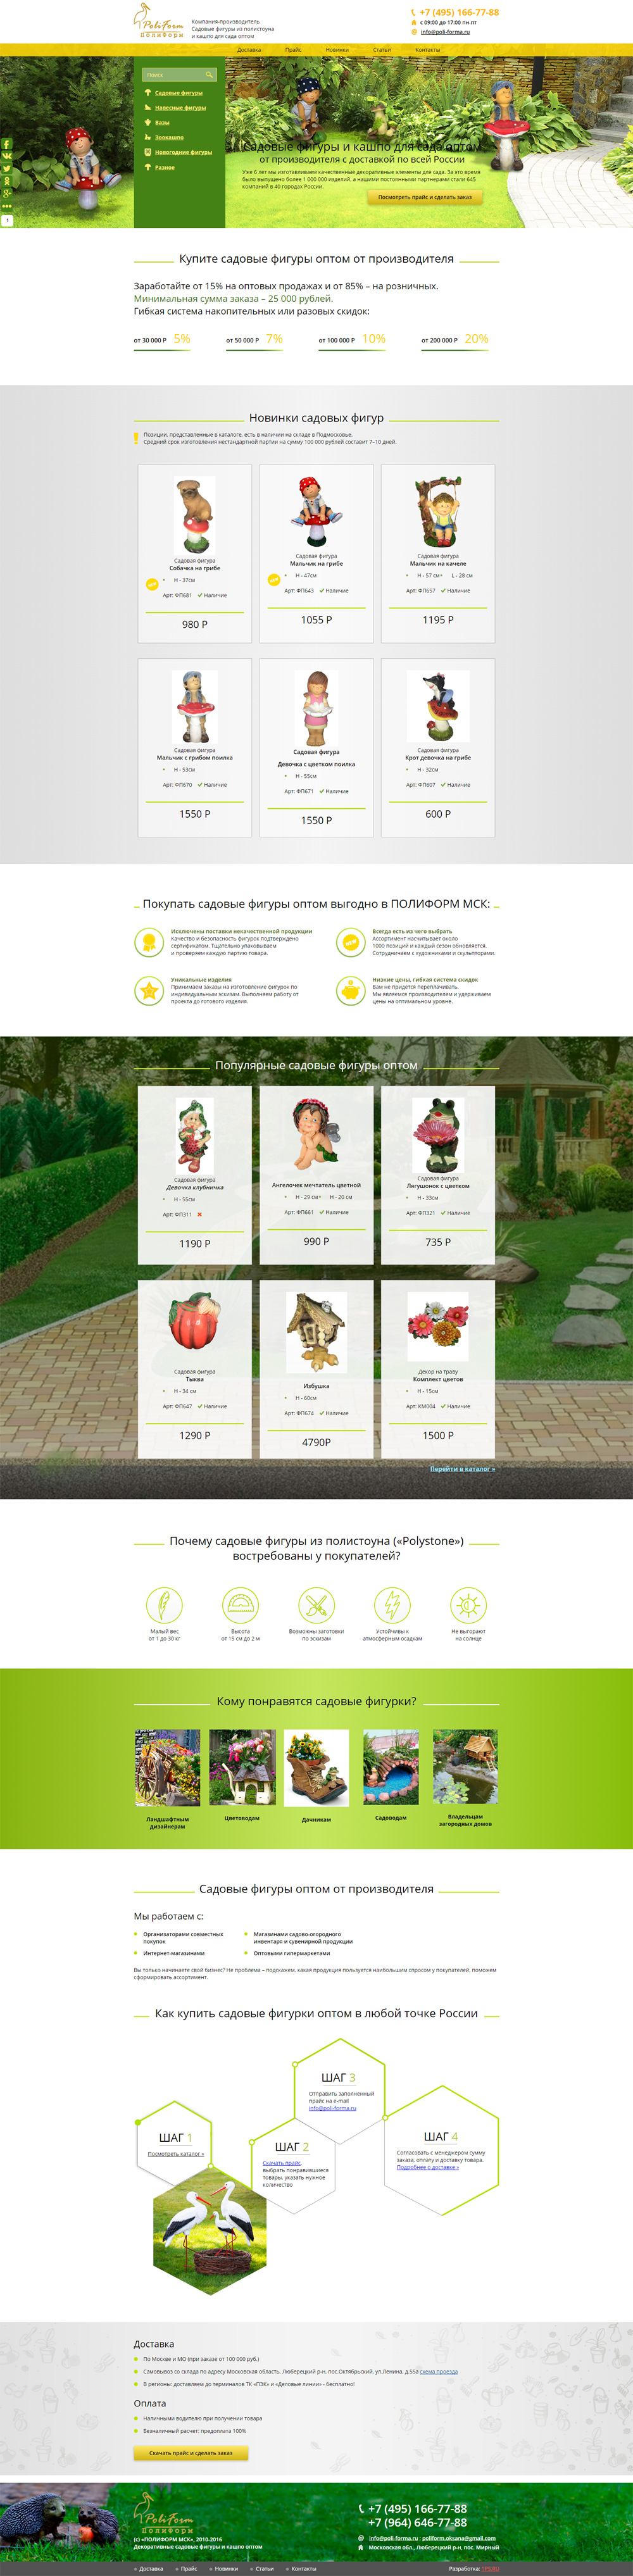 PoliForm
полиформ
Компания-производитель
Садовые фигуры из полистоуна
и кашпо для сада оптом
+7 (495) 166-77-88
с 09:00 до 17:00 пн-пт
info@poli-forma.ru
Доставка Прайс Новинки Статьи Контакты
Поиск
Садовые фигуры
Навесные фигуры
Вазы
Зоокашпо
Новогодние фигуры
Разное
1
Садовые фигуры и кашпо для сада оптом
от производителя с доставкой по всей России
Уже 6 лет мы изготавливаем качественные декоративные элементы для сада. За это время
было выпущено более 1 000 000 изделий, а нашими постоянными партнерами стали 645
компаний в 40 городах России.
Посмотреть прайс и сделать заказ
Купите садовые фигуры оптом от производителя
Заработайте от 15% на оптовых продажах и от 85% – на розничных.
Минимальная сумма заказа – 25 000 рублей.
Гибкая система накопительных или разовых скидок:
от 30 000 Р 5% от 50 000 Р 7% от 100 000 Р 10% от 200 000 Р 20%
Новинки садовых фигур
Позиции, представленные в каталоге, есть в наличии на складе в Подмосковье.
Средний срок изготовления нестандартной партии на сумму 100 000 рублей составит 7–10 дней.
Садовая фигура
Собачка на грибе
H - 37см
Арт: ФП681 Наличие
980 Р
Садовая фигура
Мальчик на грибе
H - 47см
Арт: ФП643 Наличие
1055 Р
Садовая фигура
Мальчик на качеле
H - 57 см L - 28 см
Арт: ФП657 Наличие
1195 Р
Садовая фигура
Мальчик с грибом поилка
H - 53см
Арт: ФП670 Наличие
1550 Р
Садовая фигура
Девочка с цветком поилка
H - 55см
Арт: ФП671 Наличие
1550 Р
Садовая фигура
Крот девочка на грибе
H - 32см
Арт: ФП607 Наличие
600 Р
Покупать садовые фигуры оптом выгодно в ПОЛИФОРМ МСК:
Исключены поставки некачественной продукции
Качество и безопасность фигурок подтверждено
сертификатом. Тщательно упаковываем
и проверяем каждую партию товара.
Всегда есть из чего выбрать
Ассортимент насчитывает около
1000 позиций и каждый сезон обновляется.
Сотрудничаем с художниками и скульпторами.
Уникальные изделия
Принимаем заказы на изготовление фигурок по
индивидуальным эскизам. Выполняем работу от
проекта до готового изделия.
Низкие цены, гибкая система скидок
Вам не придется переплачивать.
Мы являемся производителем и удерживаем
цены на оптимальном уровне.
Популярные садовые фигуры оптом
Садовая фигура
Девочка клубничка
H - 55см
Арт: ФП311
1190 Р
Ангелочек мечтатель цветной
H - 29 см H - 20 см
Арт: ФП661 Наличие
990 Р
Садовая фигура
Лягушонок с цветком
H - 33см
Арт: ФП321 Наличие
735 Р
Садовая фигура
Тыква
H - 34 см
Арт: ФП647 Наличие
1290 Р
Избушка
H - 60см
Арт: ФП674 Наличие
4790Р
Декор на траву
Комплект цветов
H - 15см
Арт: КМ004 Наличие
1500 Р
Перейти в каталог »
Почему садовые фигуры из полистоуна («Polystone»)
востребованы у покупателей?
Малый вес
от 1 до 30 кг
Высота
от 15 см до 2 м
Возможны заготовки
по эскизам
Устойчивы к
атмосферным осадкам
Не выгорают
на солнце
Кому понравятся садовые фигурки?
Ландшафтным
дизайнерам
Цветоводам
Дачникам
Садоводам
Владельцам
загородных домов
Садовые фигуры оптом от производителя
Мы работаем с:
Организаторами совместных
покупок
Магазинами садово-огородного
инвентаря и сувенирной продукции
Интернет-магазинами
Оптовыми гипермаркетами
Вы только начинаете свой бизнес? Не проблема – подскажем, какая продукция пользуется наибольшим спросом у покупателей, поможем
сформировать ассортимент.
Как купить садовые фигурки оптом в любой точке России
ШАГ 1
Посмотреть каталог »
ШАГ 2
Скачать прайс,
выбрать понравившиеся
товары, указать нужное
количество
ШАГ 3
Отправить заполненный
прайс на e-mail
info@poli-forma.ru
ШАГ 4
Согласовать с менеджером сумму
заказа, оплату и доставку товара.
Подробнее о доставке »
Доставка
По Москве и МО (при заказе от 100 000 руб.)
Самовывоз со склада по адресу Московская область, Люберецкий р-н, пос.Октябрьский, ул.Ленина, д.55а схема проезда
В регионы: доставляем до терминалов ТК «ПЭК» и «Деловые линии» - бесплатно!
Оплата
Наличными водителю при получении товара
Безналичный расчет: предоплата 100%
Скачать прайс и сделать заказ
PoliForm
полиформ
(с) «ПОЛИФОРМ МСК», 2010-2016
Декоративные садовые фигуры и кашпо оптом
+7 (495) 166-77-88
+7 (964) 646-77-88
info@poli-forma.ru ; poliform.oksana@gmail.com
Московская обл., Люберецкий р-н, пос. Мирный
Доставка Прайс Новинки Статьи Контакты
Разработка: